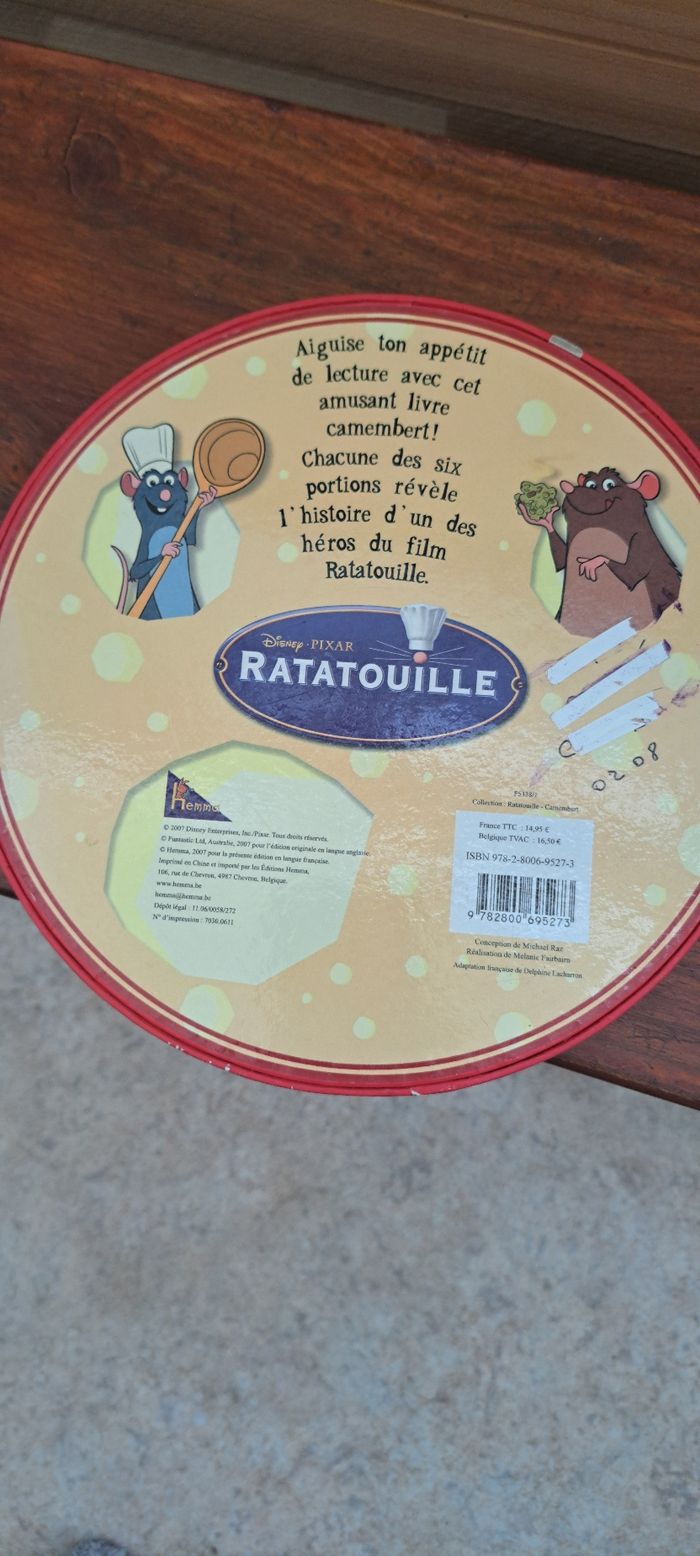 Aiguise ton appétit
de lecture avec cet
amusant livre
camembert!
Chacune des six
portions révèle
l'histoire d'un des
héros du film
Ratatouille.
Disney · PIXAR
RATATOUILLE
Hemma
© 2007 Disney Enterprises, Inc./Pixar. Tous droits réservés.
© Funtastic Ltd, Australie, 2007 pour l'édition originale en langue anglaise.
© Hemma, 2007 pour la présente édition en langue française.
Imprimé en Chine et importé par les Éditions Hemma,
106, rue de Chevron, 4987 Chevron, Belgique.
www.hemma.be
hemma@hemma.be
Dépôt légal : 11.06/0058/272
N° d'impression : 7030.0611
0208
Collection : Ratatouille - Camembert
France TTC : 14,95 €
Belgique TVAC : 16,50 €
ISBN 978-2-8006-9527-3
9 782800 695273
Conception de Michael Raz
Réalisation de Melanie Fairbairn
Adaptation française de Delphine Lacharron